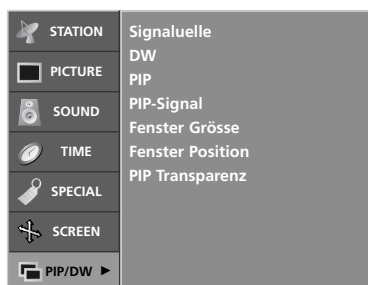 STATION
PICTURE
SOUND
TIME
SPECIAL
SCREEN
PIP/DW ►
Signaluelle
DW
PIP
PIP-Signal
Fenster Grösse
Fenster Position
PIP Transparenz